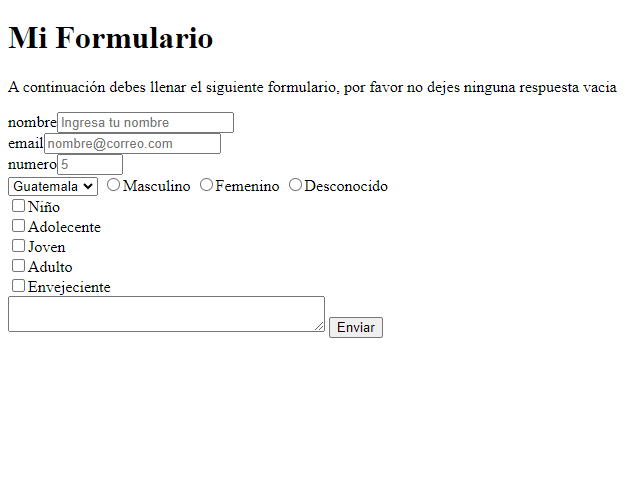 Mi Formulario
A continuación debes llenar el siguiente formulario, por favor no dejes ninguna respuesta vacia
nombre Ingresa tu nombre
email nombre@correo.com
numero 5
Guatemala Masculino Femenino Desconocido
Niño
Adolecente
Joven
Adulto
Envejeciente
Enviar